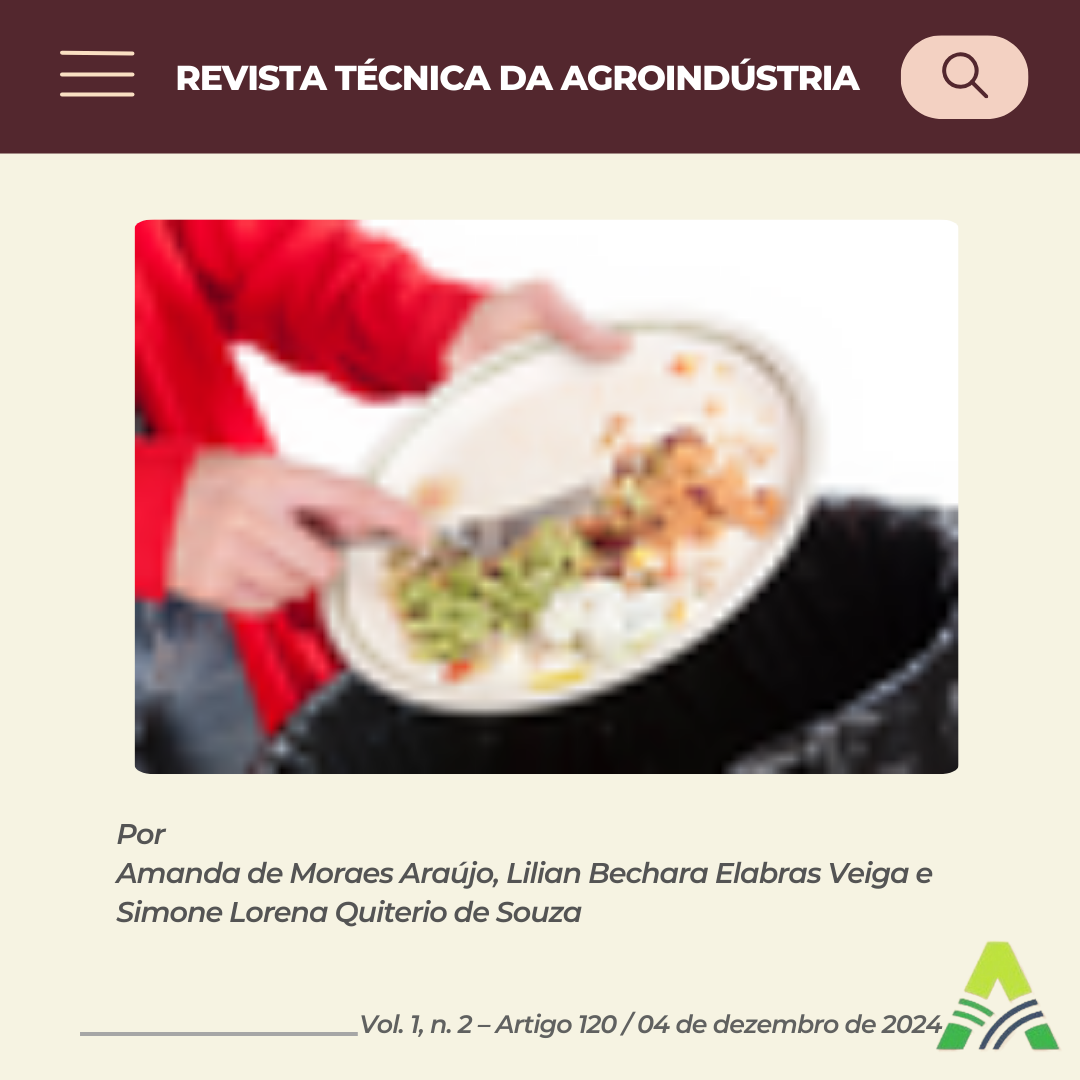 REVISTA TÉCNICA DA AGROINDÚSTRIA
Por
Amanda de Moraes Araújo, Lilian Bechara Elabras Veiga e
Simone Lorena Quiterio de Souza
Vol. 1, n. 2 – Artigo 120 / 04 de dezembro de 2024